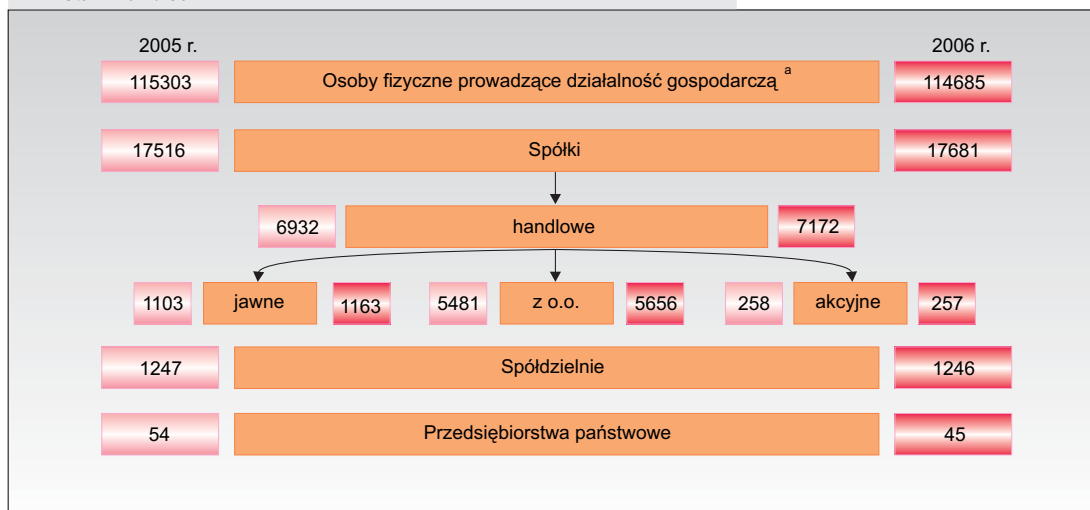 2005 r. 2006 r.
115303 Osoby fizyczne prowadzące działalność gospodarczą a 114685
17516 Spółki 17681
6932 handlowe 7172
1103 jawne 1163 5481 z o.o. 5656 258 akcyjne 257
1247 Spółdzielnie 1246
54 Przedsiębiorstwa państwowe 45